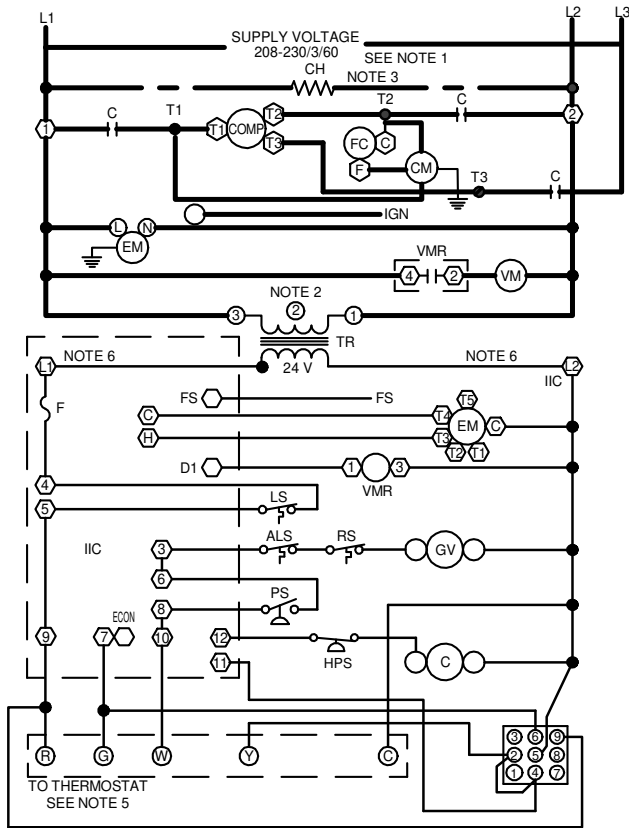 L1 L2 L3
SUPPLY VOLTAGE
208-230/3/60
SEE NOTE 1
CH NOTE 3
C T1 T2 C
1 T1 COMP T2 2
T3 FC C
F CM
T3 C
IGN
L N
EM
VMR
4 2 VM
NOTE 2
3 2 1
TR
NOTE 6 24 V NOTE 6
L1 L2
IIC
F
FS FS
T5
C T4 EM C
H T3
T2 T1
D1 1 3
VMR
4
5 LS
IIC
3 ALS RS GV
6
8 PS
ECON
9 7 10 12
HPS C
11
R G W Y C
3 6 9
2 5 8
1 4 7
TO THERMOSTAT
SEE NOTE 5